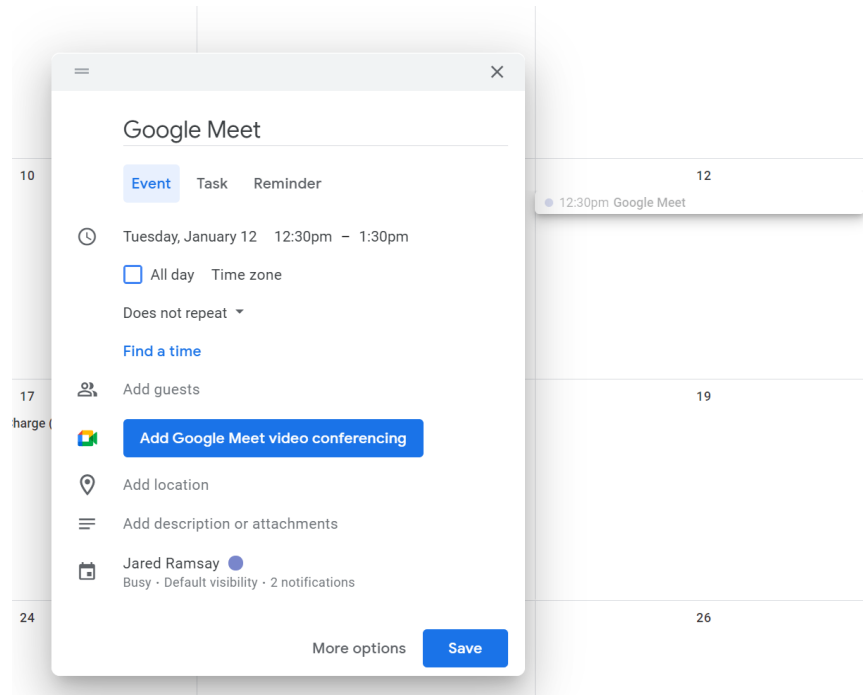 Google Meet
Event Task Reminder
Tuesday, January 12 12:30pm – 1:30pm
All day Time zone
Does not repeat
Find a time
Add guests
Add Google Meet video conferencing
Add location
Add description or attachments
Jared Ramsay
Busy · Default visibility · 2 notifications
More options Save
10
12
12:30pm Google Meet
17
harge (
19
24
26